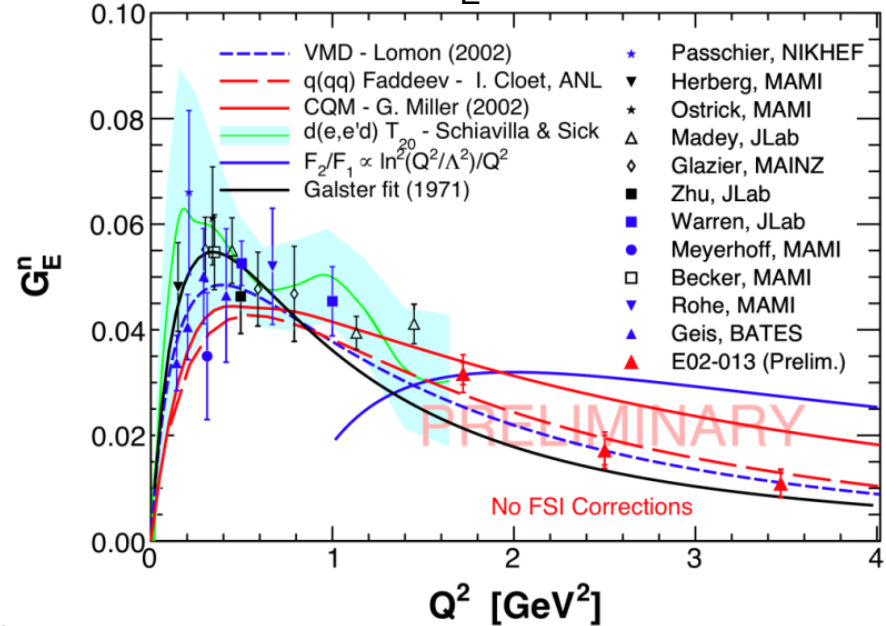 E
VMD - Lomon (2002)
q(qq) Faddeev - I. Cloet, ANL
CQM - G. Miller (2002)
d(e,e'd) T₂₀ - Schiavilla & Sick
F₂/F₁ ∝ ln²(Q²/Λ²)/Q²
Galster fit (1971)
Passchier, NIKHEF
Herberg, MAMI
Ostrick, MAMI
Madey, JLab
Glazier, MAINZ
Zhu, JLab
Warren, JLab
Meyerhoff, MAMI
Becker, MAMI
Rohe, MAMI
Geis, BATES
E02-013 (Prelim.)
0.10
0.08
0.06
0.04
0.02
0.00
G_E^n
PRELIMINARY
No FSI Corrections
0 1 2 3 4
Q² [GeV²]